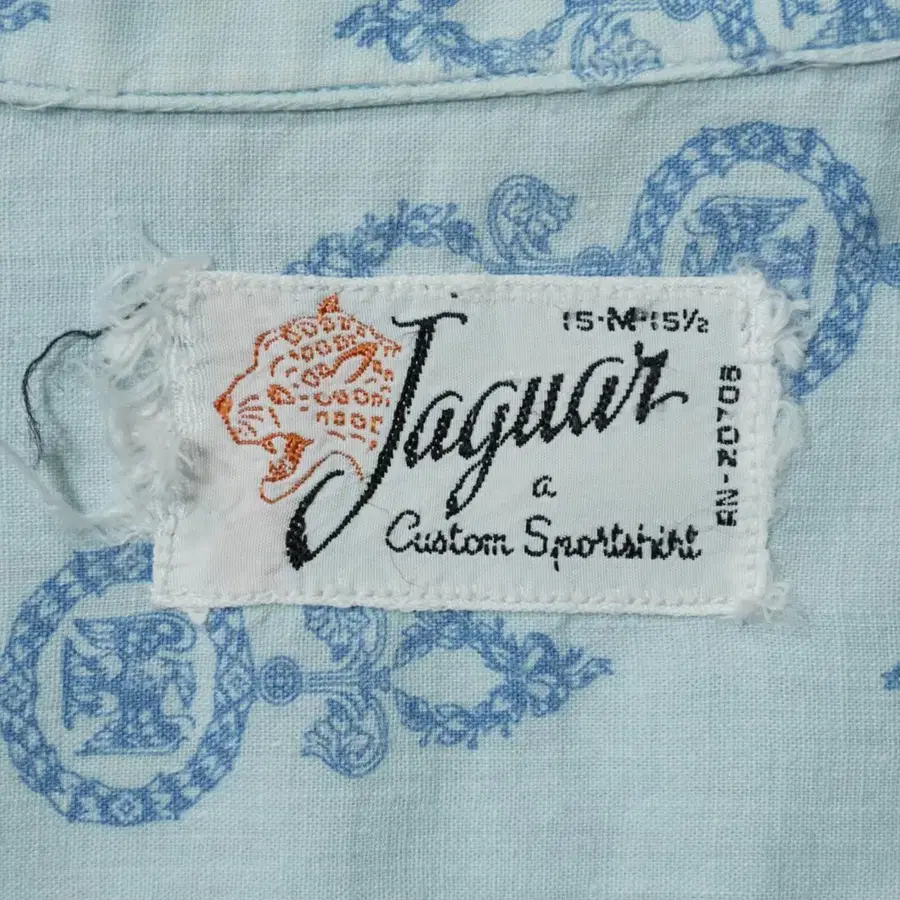 15-M-15½
Jaguar
a
Custom Sportshirt
RN-20708